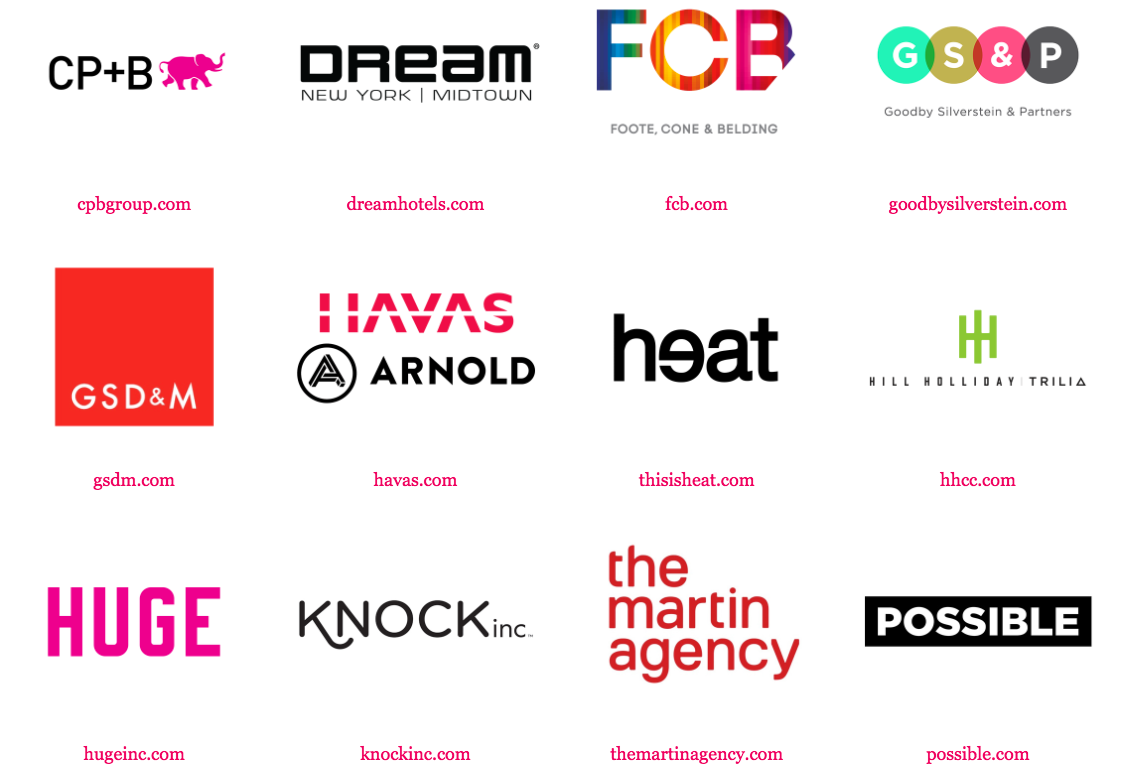 CP+B
DREAM®
NEW YORK | MIDTOWN
FCB
FOOTE, CONE & BELDING
G S & P
Goodby Silverstein & Partners
cpbgroup.com
dreamhotels.com
fcb.com
goodbysilverstein.com
GSD&M
HAVAS
ARNOLD
heat
HILL HOLLIDAY | TRILIA
gsdm.com
havas.com
thisisheat.com
hhcc.com
HUGE
KNOCK inc™
the
martin
agency
POSSIBLE
hugeinc.com
knockinc.com
themartinagency.com
possible.com